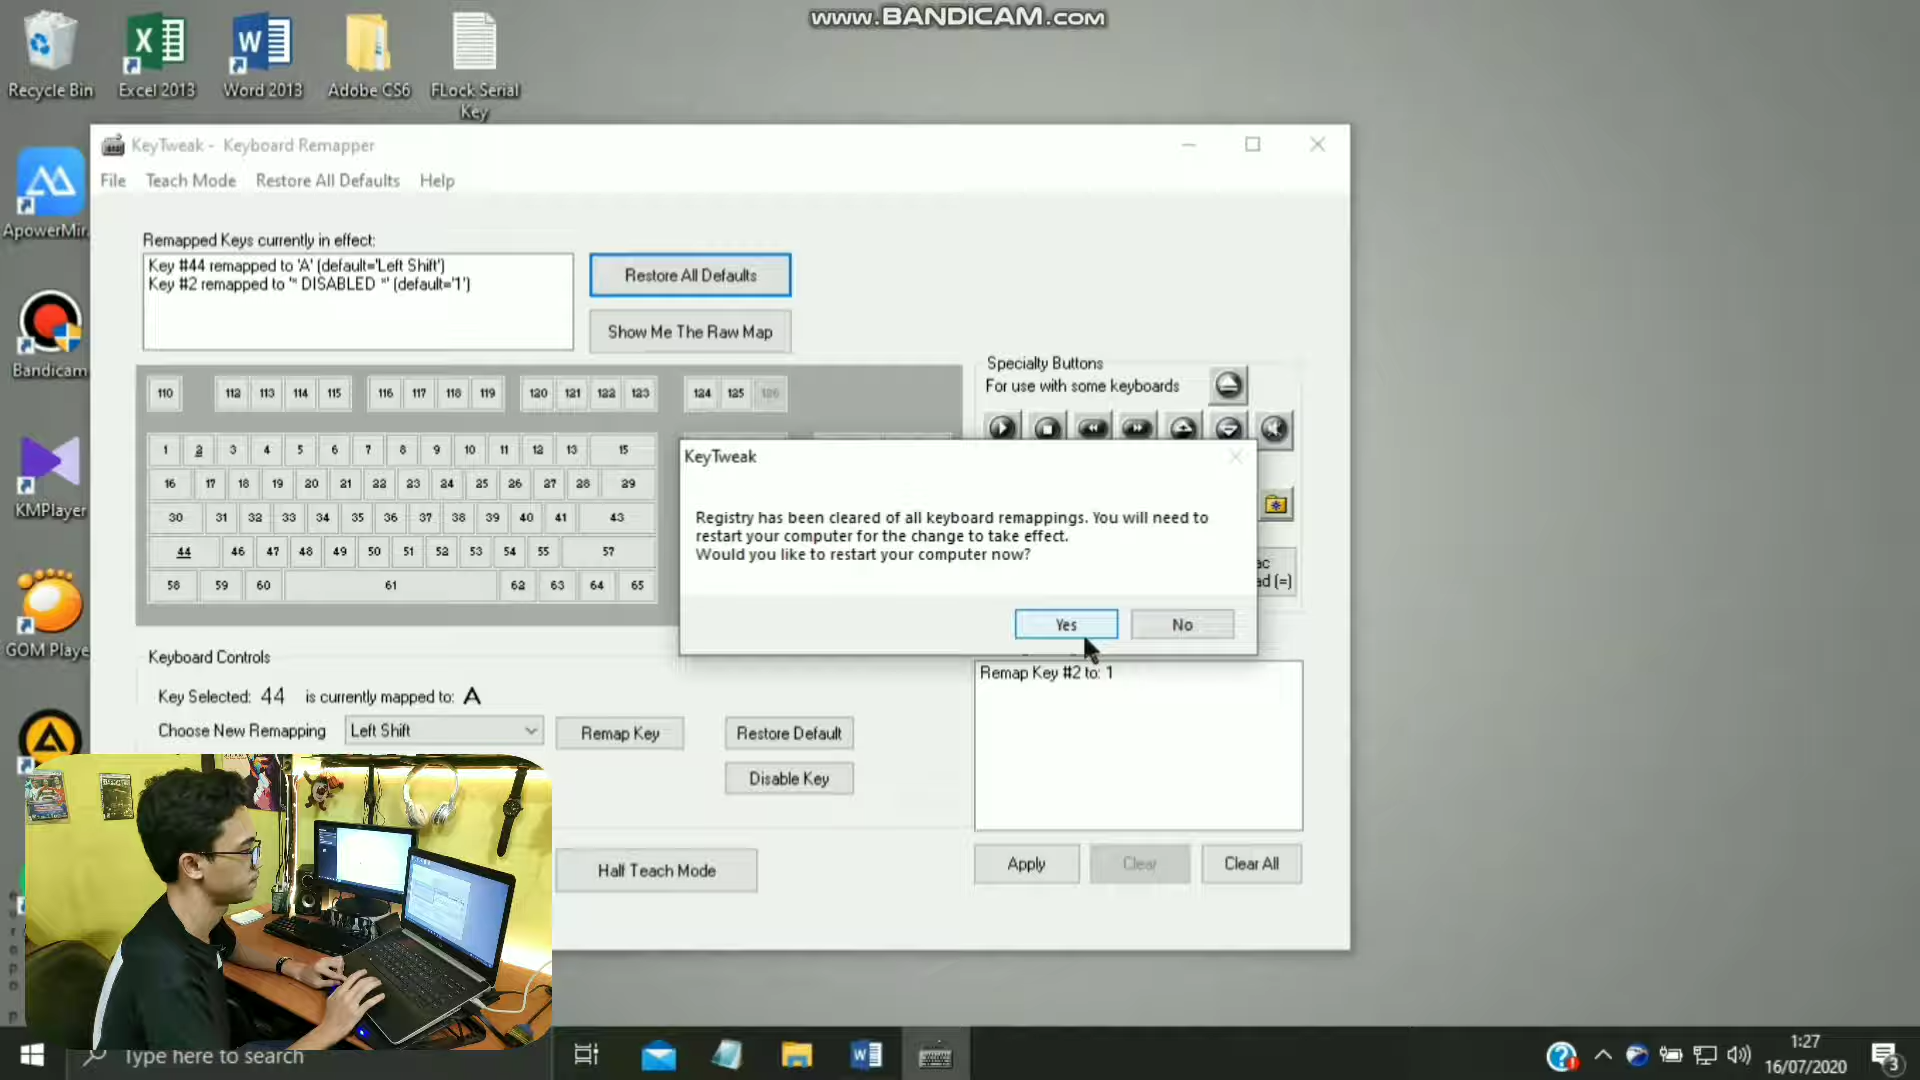 www.BANDICAM.com
Recycle Bin
Excel 2013
Word 2013
Adobe CS6
FLock Serial
Key
KeyTweak - Keyboard Remapper
File Teach Mode Restore All Defaults Help
ApowerMir
Remapped Keys currently in effect:
Key #44 remapped to 'A' (default='Left Shift')
Key #2 remapped to '* DISABLED *' (default='1')
Restore All Defaults
Show Me The Raw Map
Bandicam
Specialty Buttons
For use with some keyboards
110 112 113 114 115 116 117 118 119 120 121 122 123 124 125 126
1 2 3 4 5 6 7 8 9 10 11 12 13 15
16 17 18 19 20 21 22 23 24 25 26 27 28 29
30 31 32 33 34 35 36 37 38 39 40 41 43
44 46 47 48 49 50 51 52 53 54 55 57
58 59 60 61 62 63 64 65
KMPlayer
KeyTweak
Registry has been cleared of all keyboard remappings. You will need to
restart your computer for the change to take effect.
Would you like to restart your computer now?
Yes No
ac
ad (=)
GOM Playe
Keyboard Controls
Key Selected: 44 is currently mapped to: A
Choose New Remapping Left Shift Remap Key Restore Default
Disable Key
Remap Key #2 to: 1
Half Teach Mode
Apply Clear Clear All
Type here to search
1:27
16/07/2020
3